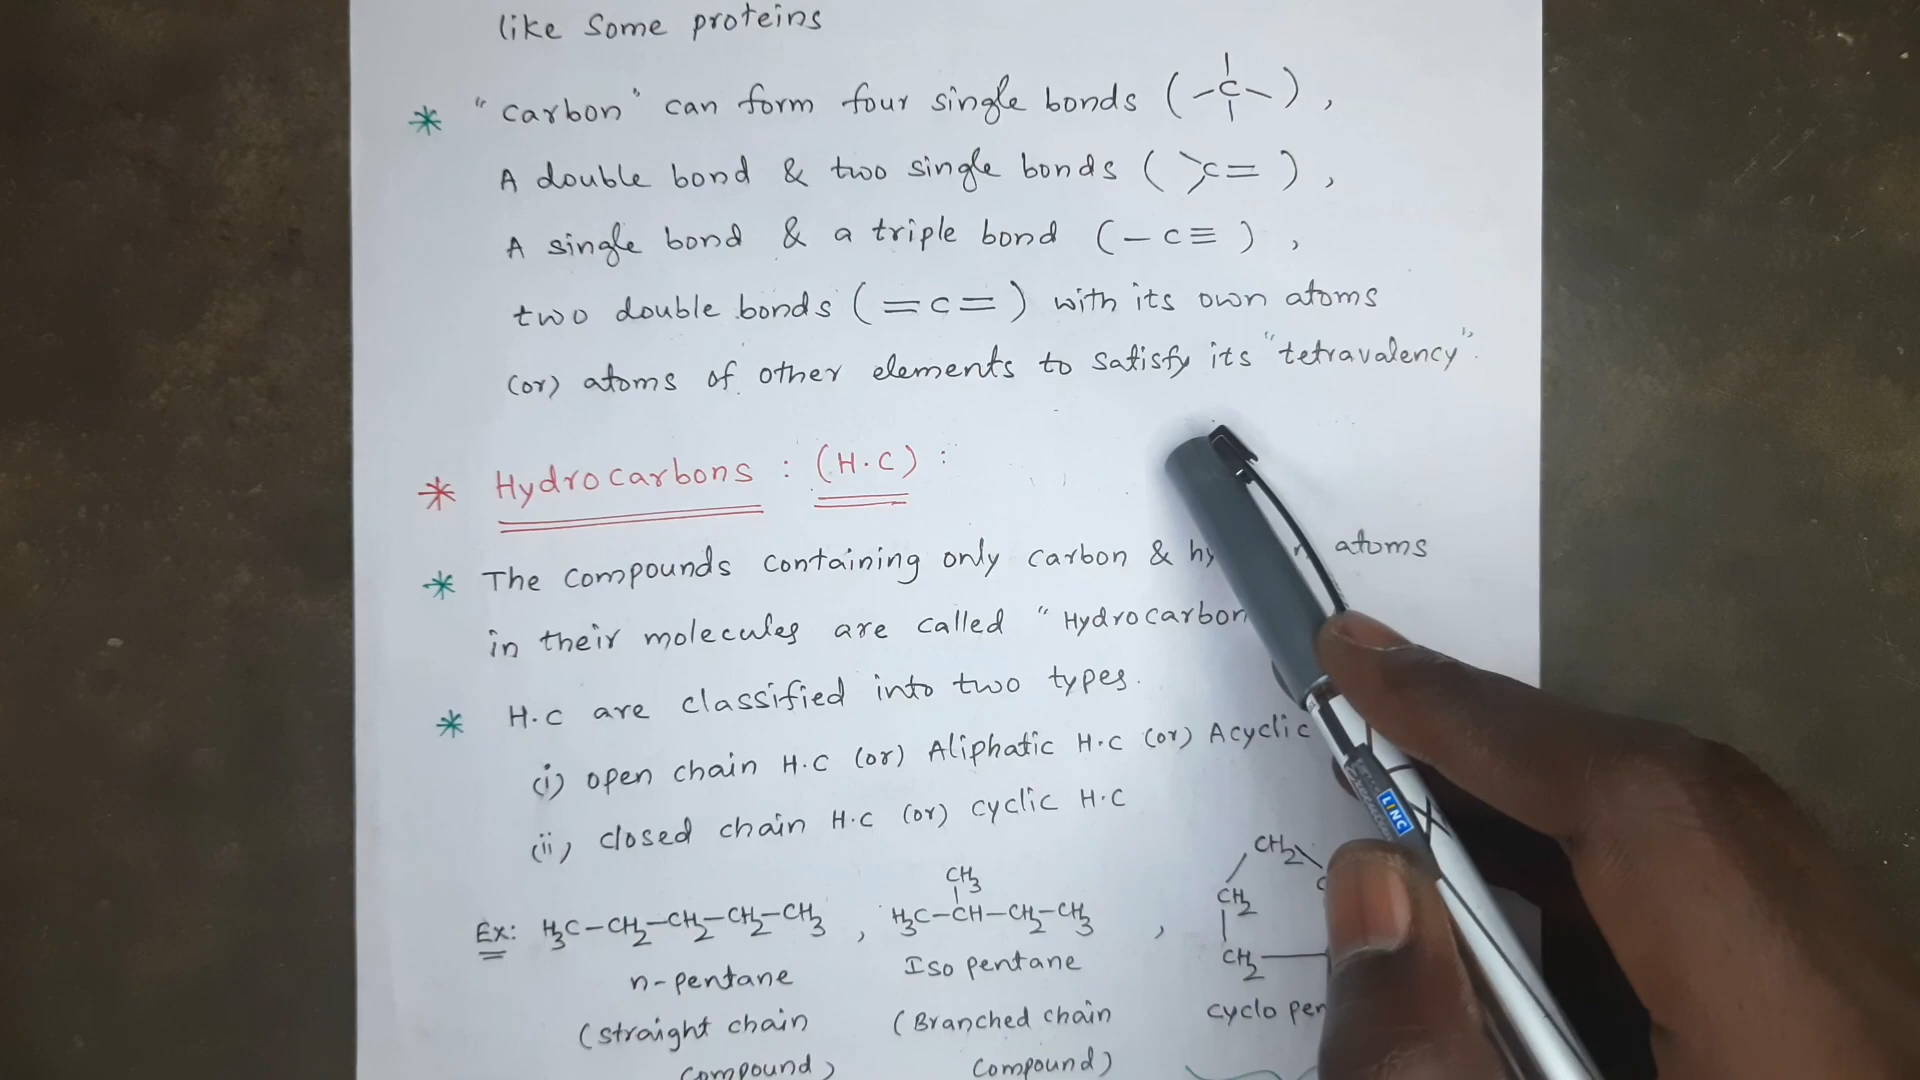 like some proteins
* "carbon" can form four single bonds (-C-),
A double bond & two single bonds ( >c= ),
A single bond & a triple bond (- c≡ ),
two double bonds (=c=) with its own atoms
(or) atoms of other elements to satisfy its "tetravalency".
* Hydrocarbons : (H.C) :
* The compounds containing only carbon & atoms
in their molecules are called "Hydrocarbon
* H.C are classified into two types.
(i) open chain H.C (or) Aliphatic H.C (or) Acyclic
(ii) closed chain H.C (or) cyclic H.C
CH3
CH2
Ex: H3C-CH2-CH2-CH2-CH3 , H3C-CH-CH2-CH3 , CH2
CH2
n-pentane Iso pentane
(straight chain (Branched chain cyclo
compound) compound)
LINC